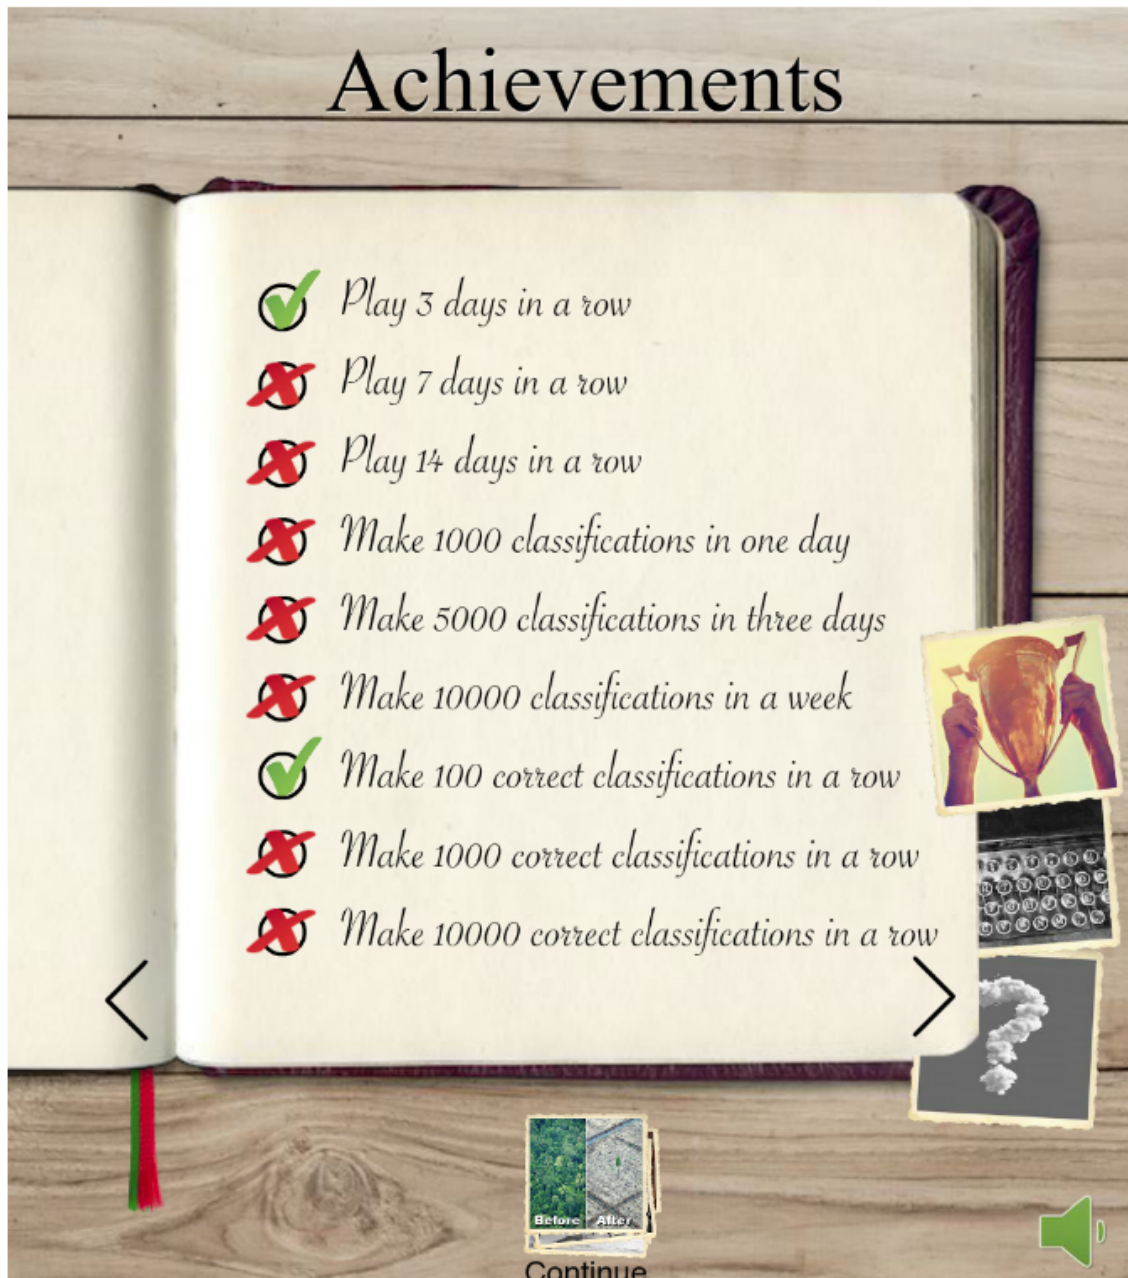 Achievements
Play 3 days in a row
Play 7 days in a row
Play 14 days in a row
Make 1000 classifications in one day
Make 5000 classifications in three days
Make 10000 classifications in a week
Make 100 correct classifications in a row
Make 1000 correct classifications in a row
Make 10000 correct classifications in a row
Before After
Continue